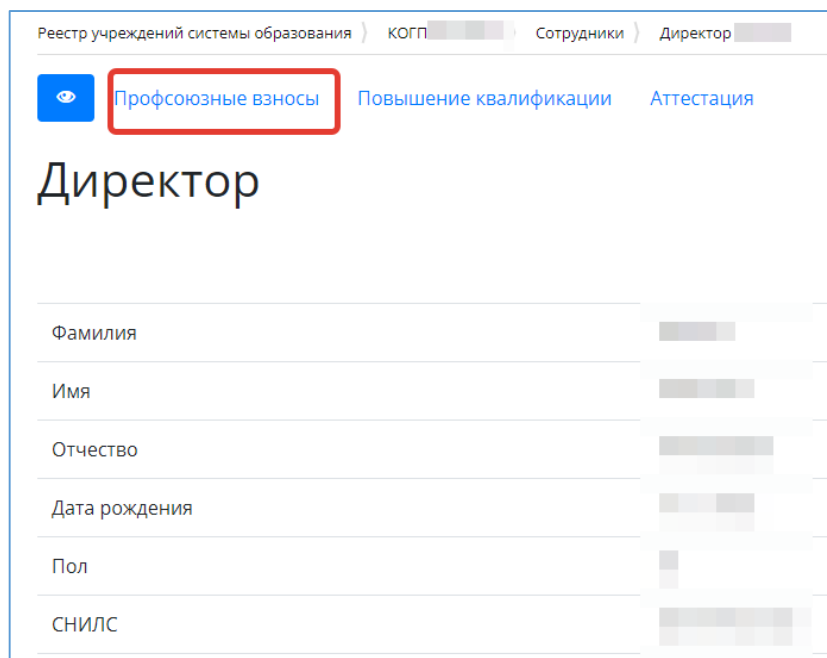 Реестр учреждений системы образования 〉 КОГП 〉 Сотрудники 〉 Директор
Профсоюзные взносы Повышение квалификации Аттестация
Директор
Фамилия
Имя
Отчество
Дата рождения
Пол
СНИЛС